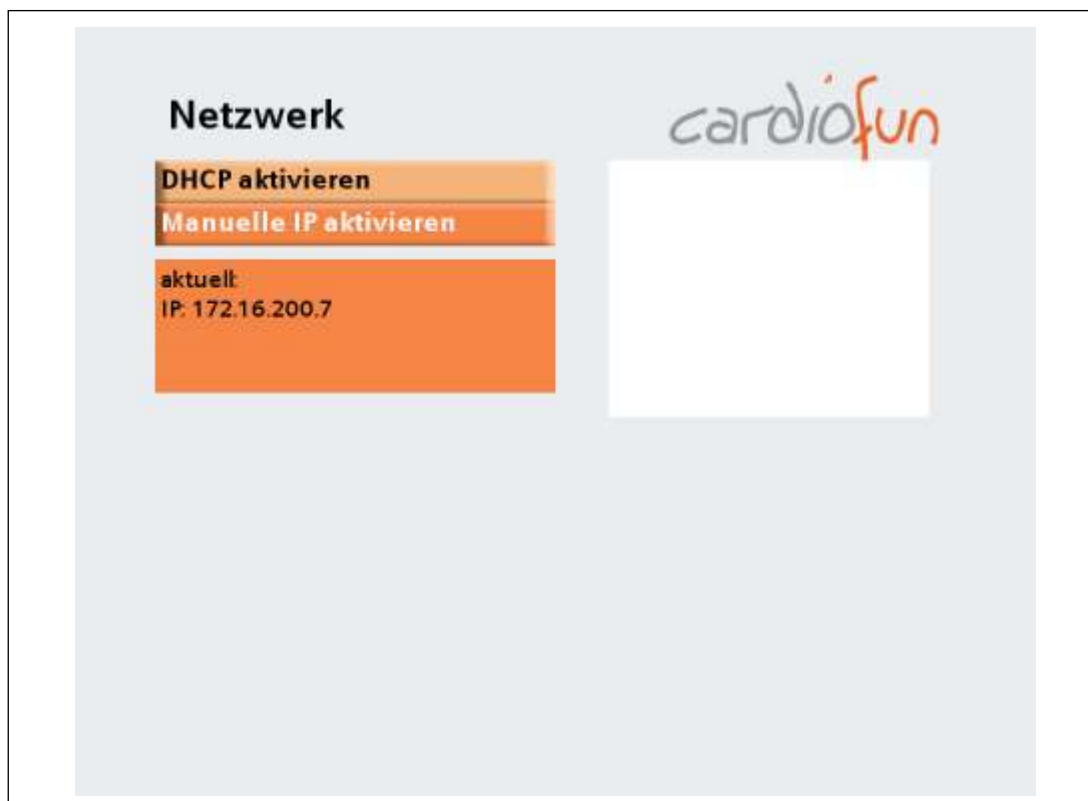 Netzwerk
cardiofun
DHCP aktivieren
Manuelle IP aktivieren
aktuell:
IP: 172.16.200.7